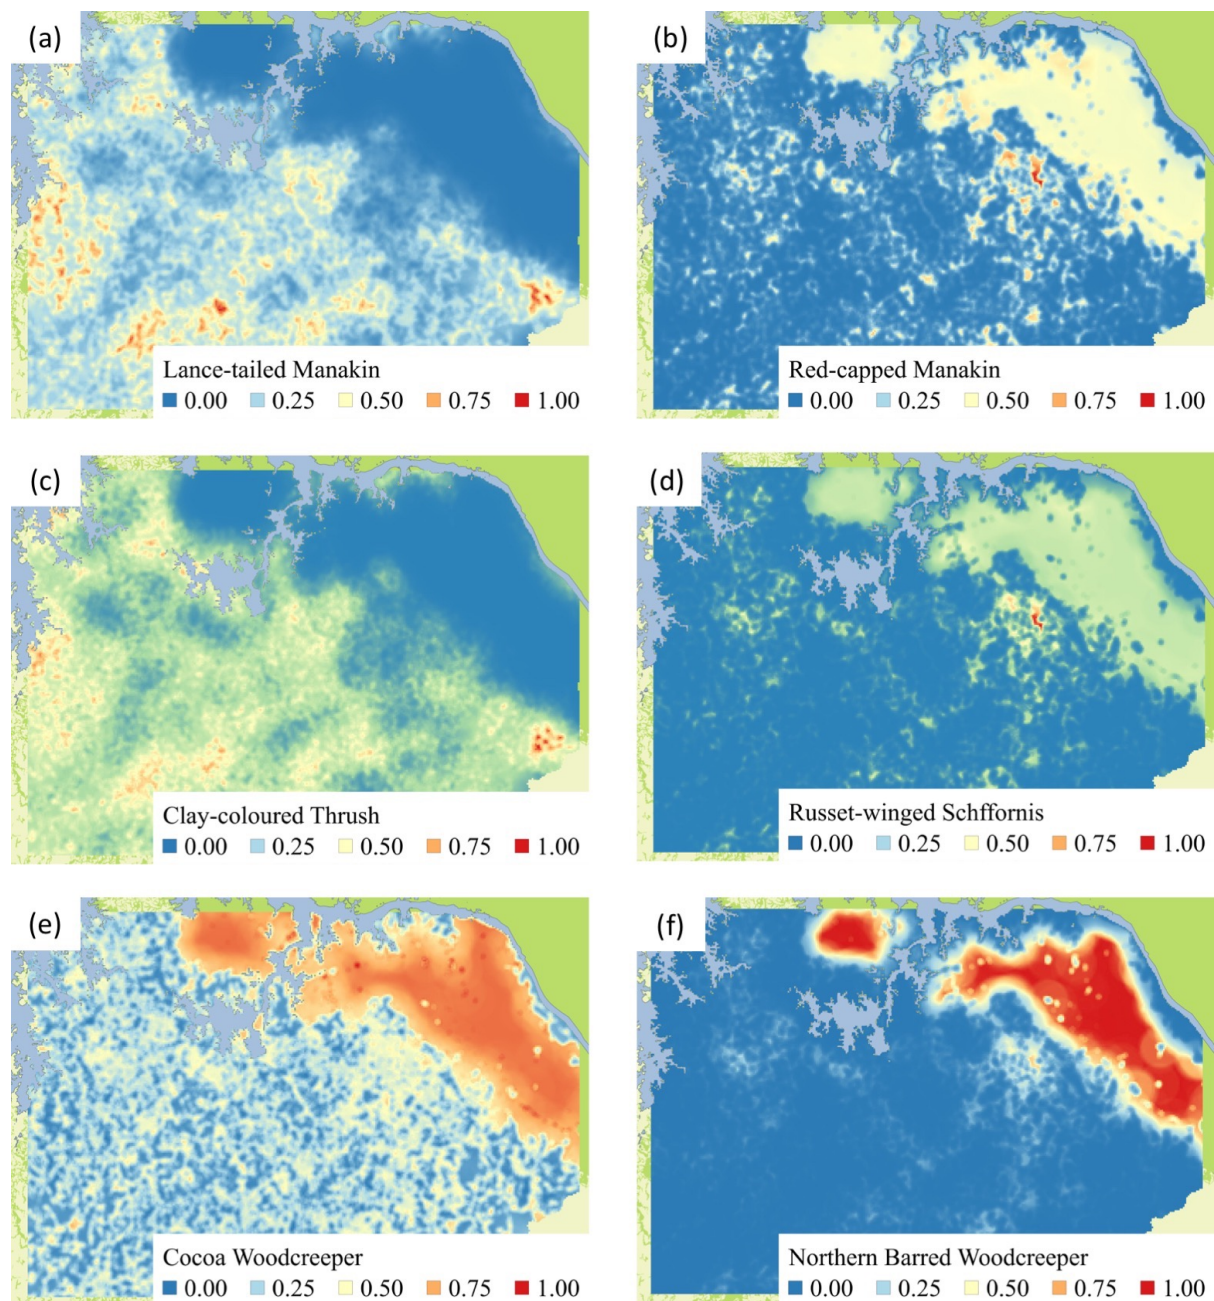 (a)
Lance-tailed Manakin
0.00 0.25 0.50 0.75 1.00
(b)
Red-capped Manakin
0.00 0.25 0.50 0.75 1.00
(c)
Clay-coloured Thrush
0.00 0.25 0.50 0.75 1.00
(d)
Russet-winged Schffornis
0.00 0.25 0.50 0.75 1.00
(e)
Cocoa Woodcreeper
0.00 0.25 0.50 0.75 1.00
(f)
Northern Barred Woodcreeper
0.00 0.25 0.50 0.75 1.00